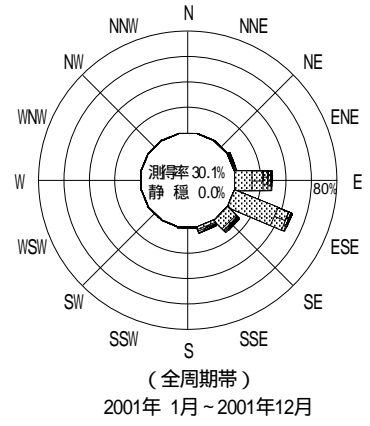 N
NNW
NNE
NW
NE
WNW
ENE
測得率 30.1%
静 穏 0.0%
W
80%
E
WSW
ESE
SW
SE
SSW
SSE
S
(全周期帯)
2001年 1月~2001年12月